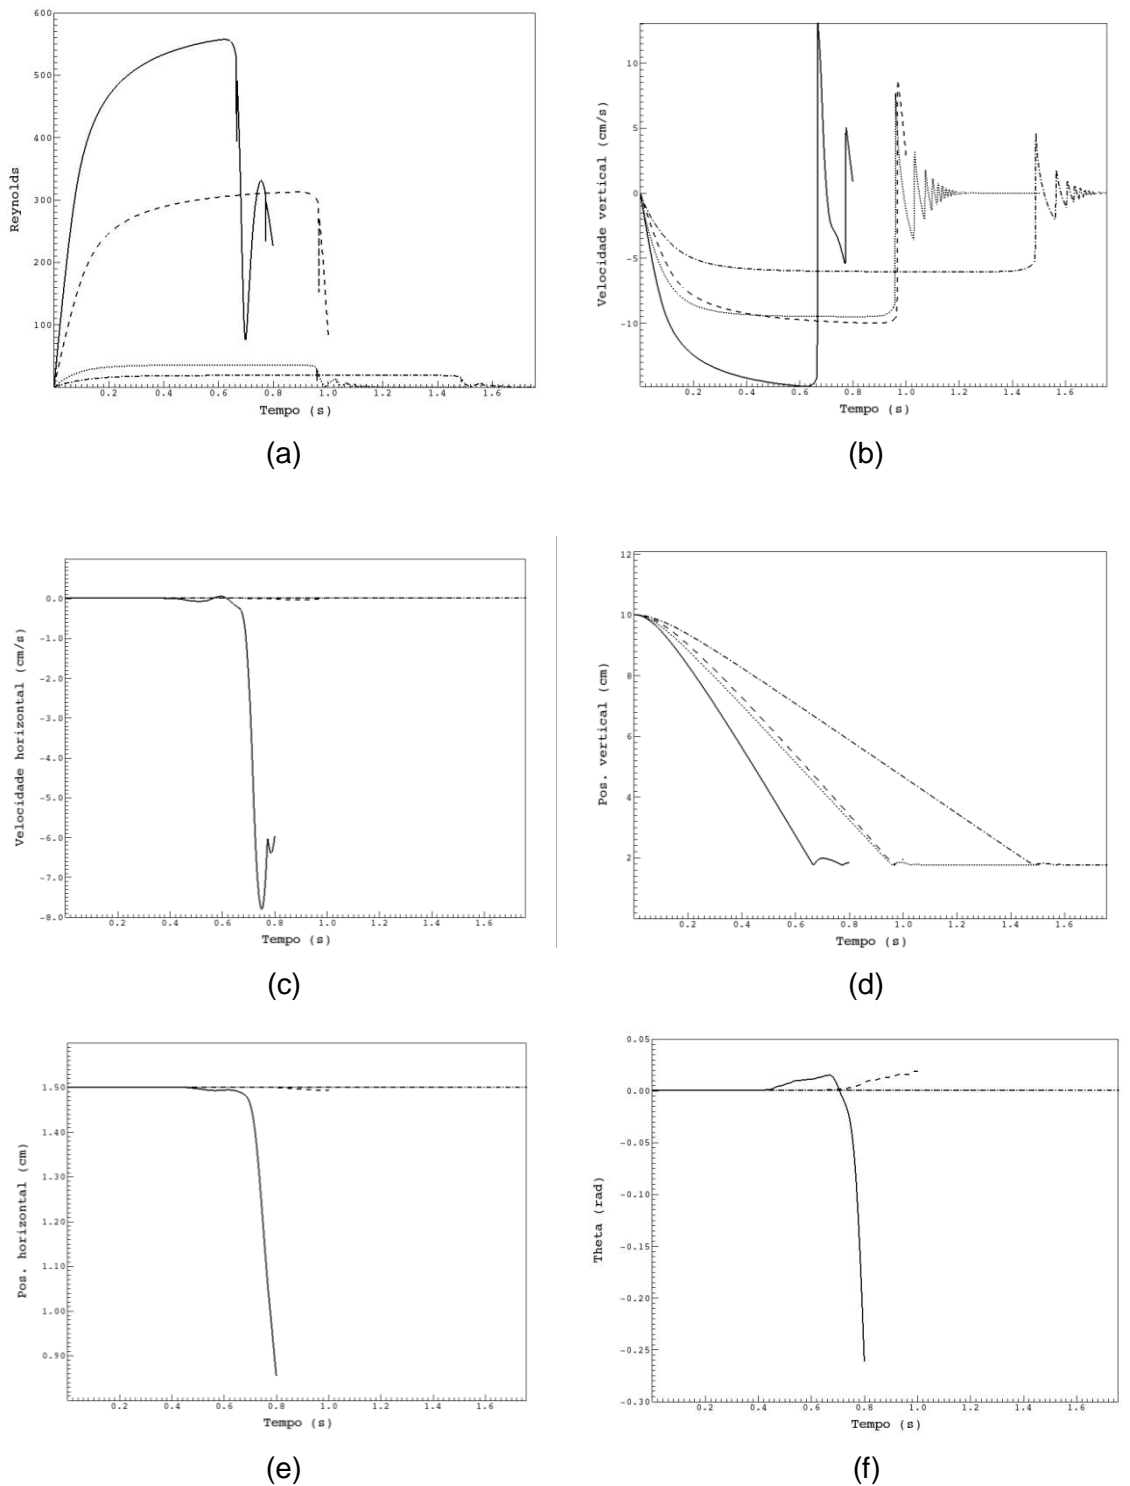 600
500
400
300
200
100
Reynolds
0.2 0.4 0.6 0.8 1.0 1.2 1.4 1.6
Tempo (s)
(a)
10
5
0
-5
-10
Velocidade vertical (cm/s)
0.2 0.4 0.6 0.8 1.0 1.2 1.4 1.6
Tempo (s)
(b)
0.0
-1.0
-2.0
-3.0
-4.0
-5.0
-6.0
-7.0
-8.0
Velocidade horizontal (cm/s)
0.2 0.4 0.6 0.8 1.0 1.2 1.4 1.6
Tempo (s)
(c)
12
10
8
6
4
2
Pos. vertical (cm)
0.2 0.4 0.6 0.8 1.0 1.2 1.4 1.6
Tempo (s)
(d)
1.50
1.40
1.30
1.20
1.10
1.00
0.90
Pos. horizontal (cm)
0.2 0.4 0.6 0.8 1.0 1.2 1.4 1.6
Tempo (s)
(e)
0.05
0.00
-0.05
-0.10
-0.15
-0.20
-0.25
-0.30
Theta (rad)
0.2 0.4 0.6 0.8 1.0 1.2 1.4 1.6
Tempo (s)
(f)